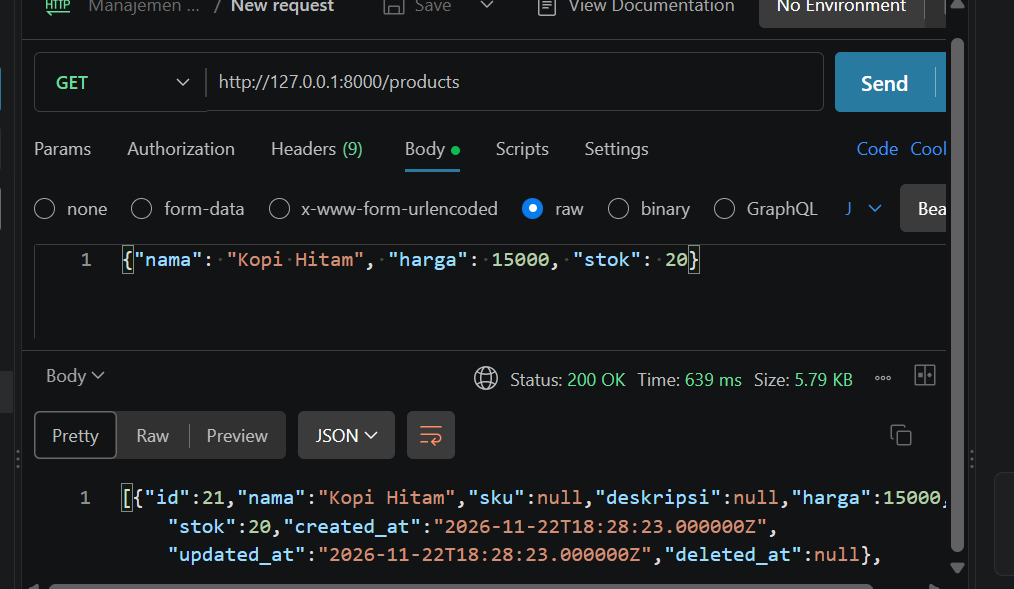 HTTP Manajemen ... / New request Save View Documentation No Environment
GET http://127.0.0.1:8000/products Send
Params Authorization Headers (9) Body Scripts Settings Code
none form-data x-www-form-urlencoded raw binary GraphQL J
1 {"nama": "Kopi Hitam", "harga": 15000, "stok": 20}
Body Status: 200 OK Time: 639 ms Size: 5.79 KB
Pretty Raw Preview JSON
1 [{"id":21,"nama":"Kopi Hitam","sku":null,"deskripsi":null,"harga":15000,
"stok":20,"created_at":"2026-11-22T18:28:23.000000Z",
"updated_at":"2026-11-22T18:28:23.000000Z","deleted_at":null},